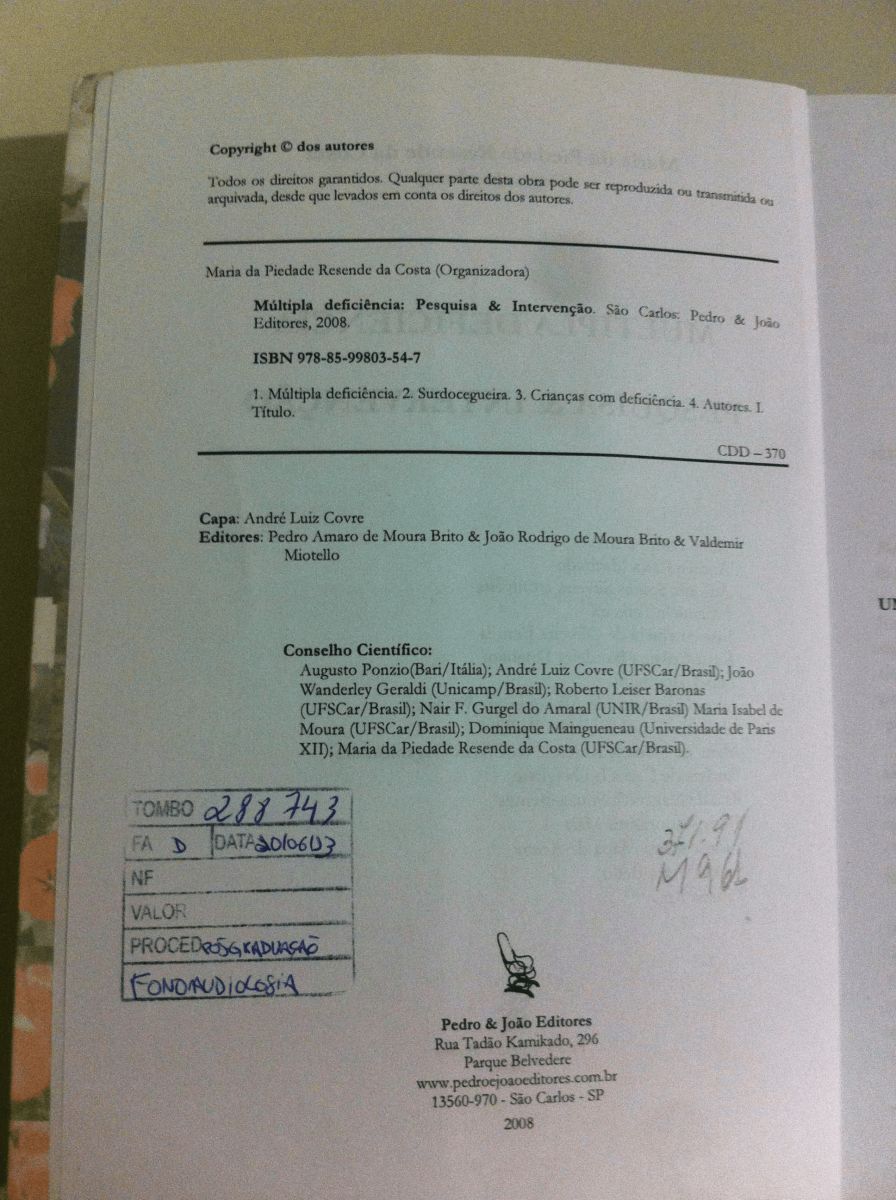 Copyright © dos autores
Todos os direitos garantidos. Qualquer parte desta obra pode ser reproduzida ou transmitida ou
arquivada, desde que levados em conta os direitos dos autores.
Maria da Piedade Resende da Costa (Organizadora)
Múltipla deficiência: Pesquisa & Intervenção. São Carlos: Pedro & João
Editores, 2008.
ISBN 978-85-99803-54-7
1. Múltipla deficiência. 2. Surdocegueira. 3. Crianças com deficiência. 4. Autores. I.
Título.
CDD – 370
Capa: André Luiz Covre
Editores: Pedro Amaro de Moura Brito & João Rodrigo de Moura Brito & Valdemir
Miotello
Conselho Científico:
Augusto Ponzio(Bari/Itália); André Luiz Covre (UFSCar/Brasil); João
Wanderley Geraldi (Unicamp/Brasil); Roberto Leiser Baronas
(UFSCar/Brasil); Nair F. Gurgel do Amaral (UNIR/Brasil) Maria Isabel de
Moura (UFSCar/Brasil); Dominique Maingueneau (Universidade de Paris
XII); Maria da Piedade Resende da Costa (UFSCar/Brasil).
TOMBO 288743
FA D DATA 20/06/13
NF
VALOR
PROCED PÓSGRADUAÇÃO
FONOAUDIOLOGIA
371.91
Pedro & João Editores
Rua Tadão Kamikado, 296
Parque Belvedere
www.pedroejoaoeditores.com.br
13560-970 - São Carlos - SP
2008